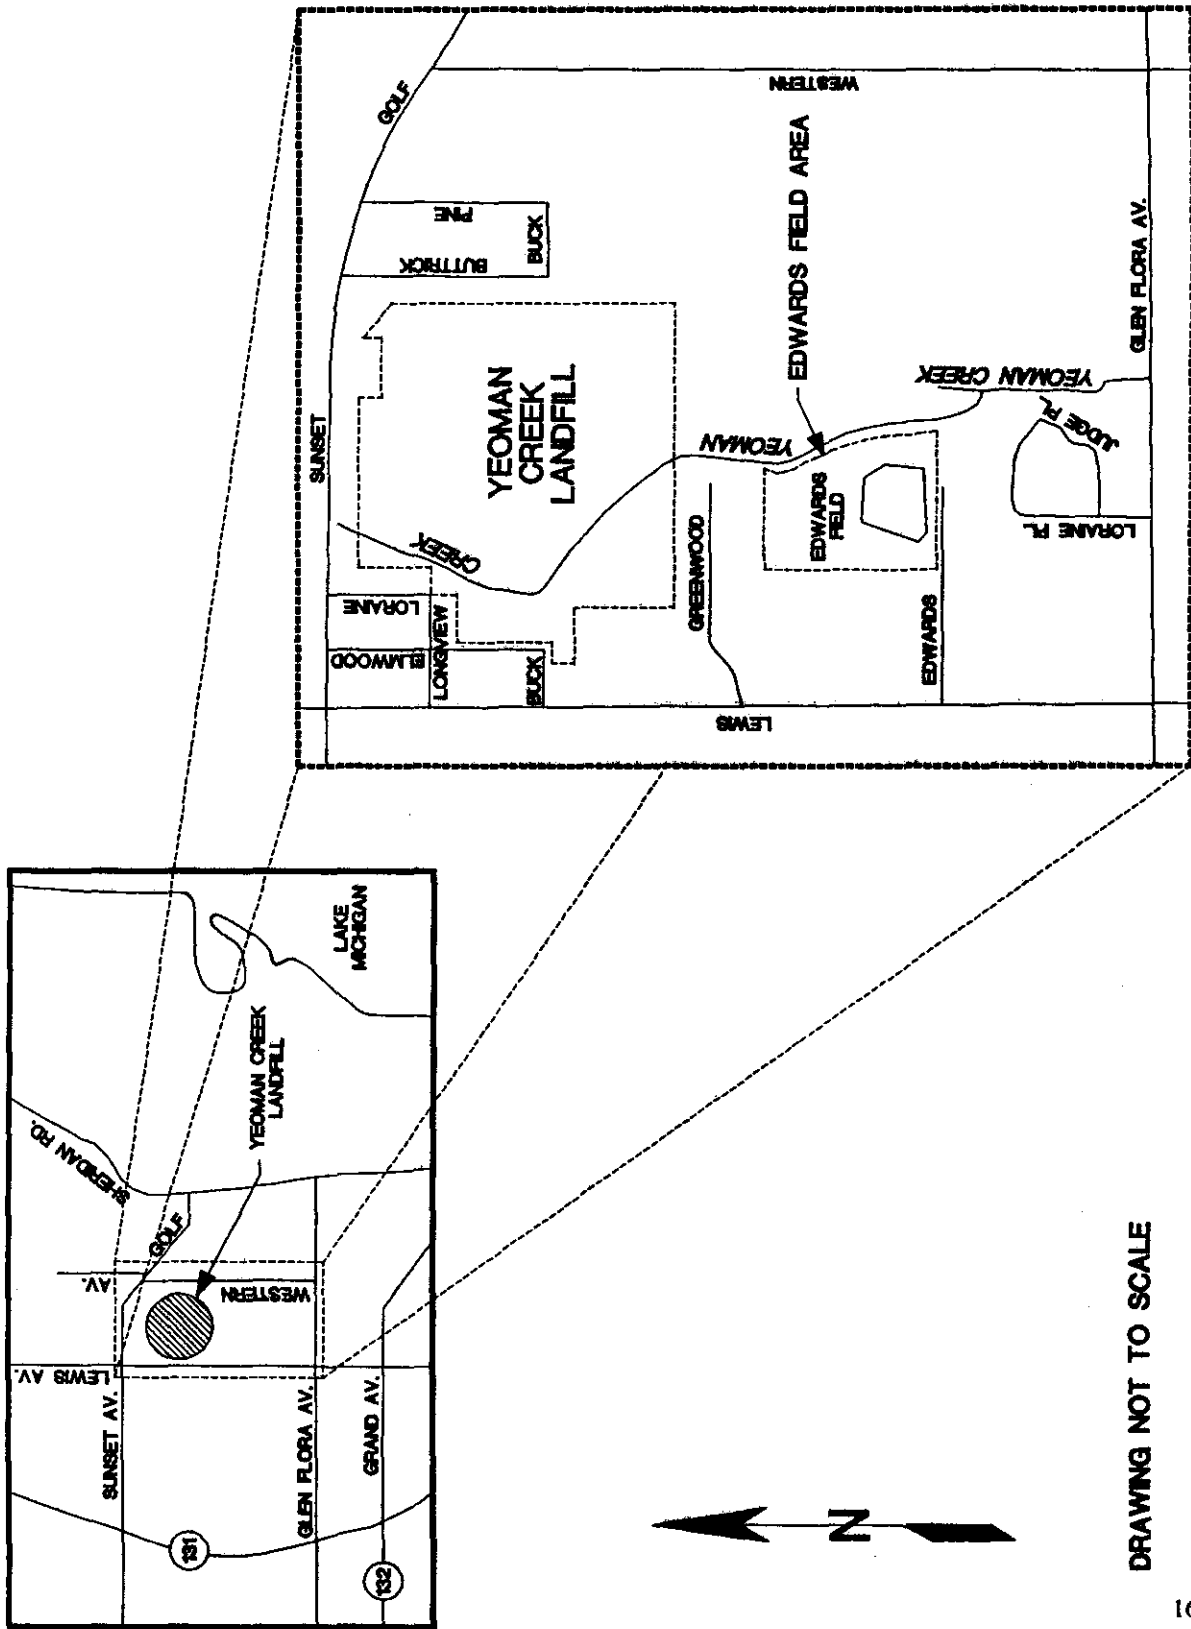 SHERIDAN RD.
LEWIS AV.
AV.
GOLF
SUNSET AV.
WESTERN
YEOMAN CREEK
LANDFILL
LAKE
MICHIGAN
131
GLEN FLORA AV.
GRAND AV.
132
SUNSET
GOLF
LORAINE
ELMWOOD
LONGVIEW
BUCK
CREEK
YEOMAN
CREEK
LANDFILL
BUTTRICK
PINE
BUCK
LEWIS
GREENWOOD
YEOMAN
WESTERN
EDWARDS
FIELD
EDWARDS FIELD AREA
EDWARDS
YEOMAN CREEK
LORAINE PL.
JUDGE PL.
GLEN FLORA AV.
N
DRAWING NOT TO SCALE
16